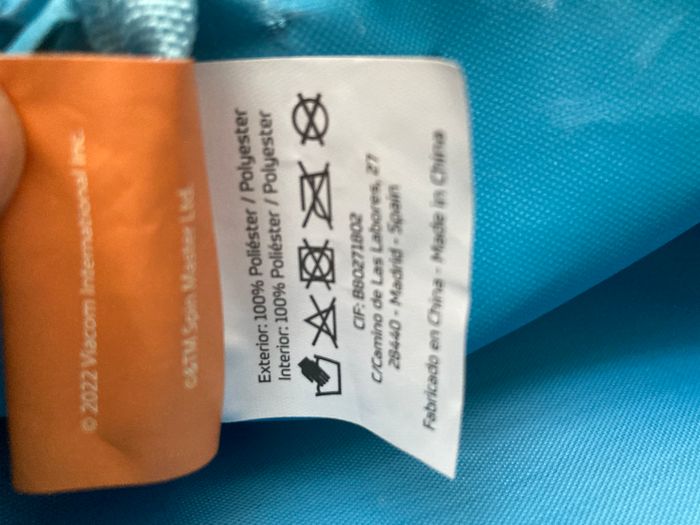 © 2022 Viacom International Inc.
©&TM Spin Master Ltd.
Exterior: 100% Poliéster / Polyester
Interior: 100% Poliéster / Polyester
CIF: B80271802
C/Camino de Las Labores, 27
28440 - Madrid - Spain
Fabricado en China - Made in China